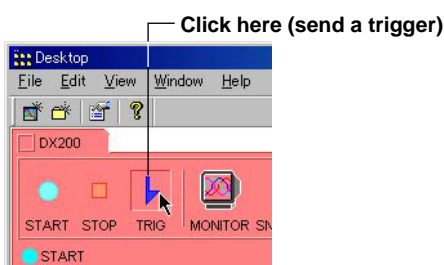 Click here (send a trigger)
Desktop
File Edit View Window Help
DX200
START STOP TRIG MONITOR
START